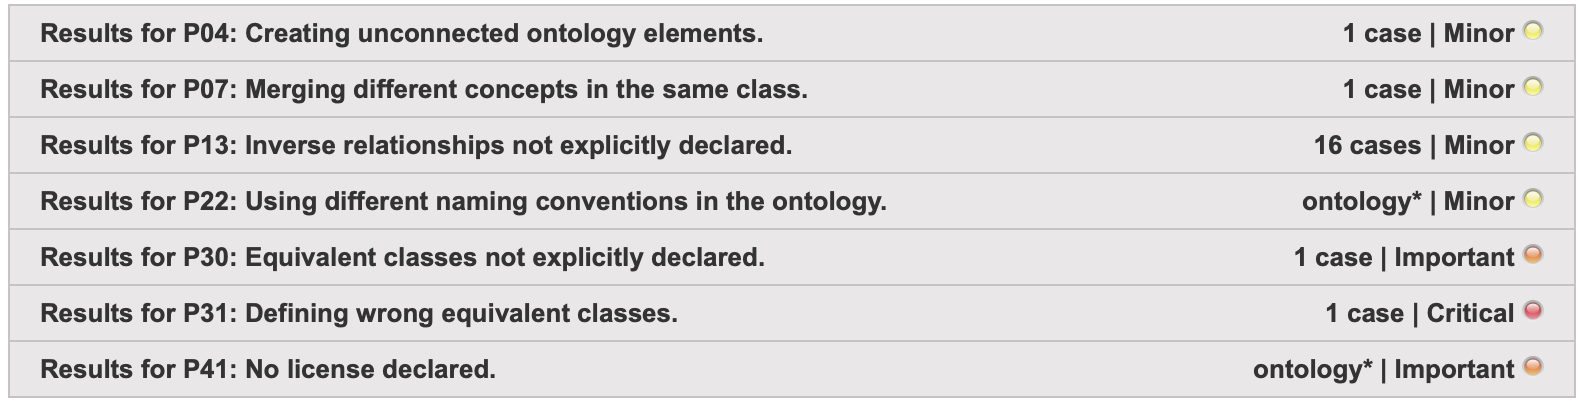 Results for P04: Creating unconnected ontology elements. 1 case | Minor
Results for P07: Merging different concepts in the same class. 1 case | Minor
Results for P13: Inverse relationships not explicitly declared. 16 cases | Minor
Results for P22: Using different naming conventions in the ontology. ontology* | Minor
Results for P30: Equivalent classes not explicitly declared. 1 case | Important
Results for P31: Defining wrong equivalent classes. 1 case | Critical
Results for P41: No license declared. ontology* | Important